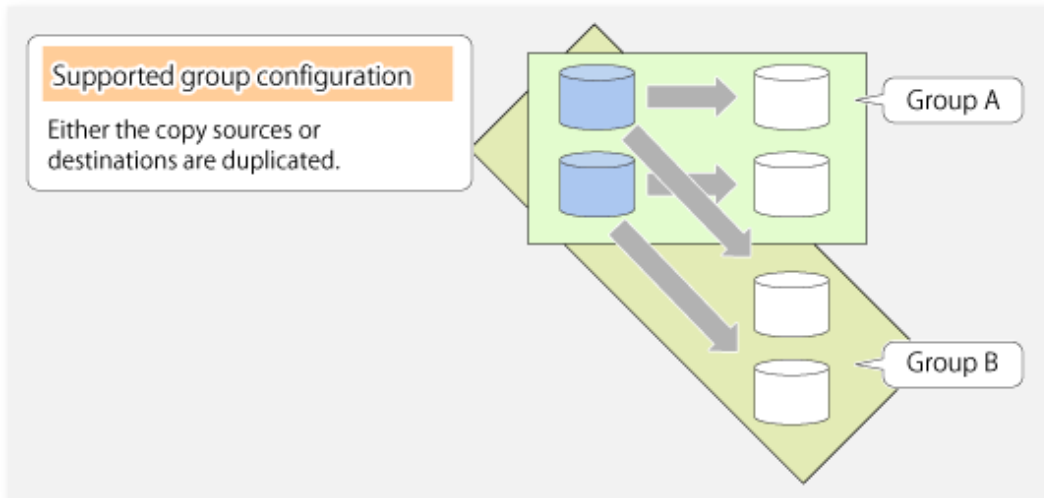 Supported group configuration
Either the copy sources or
destinations are duplicated.
Group A
Group B